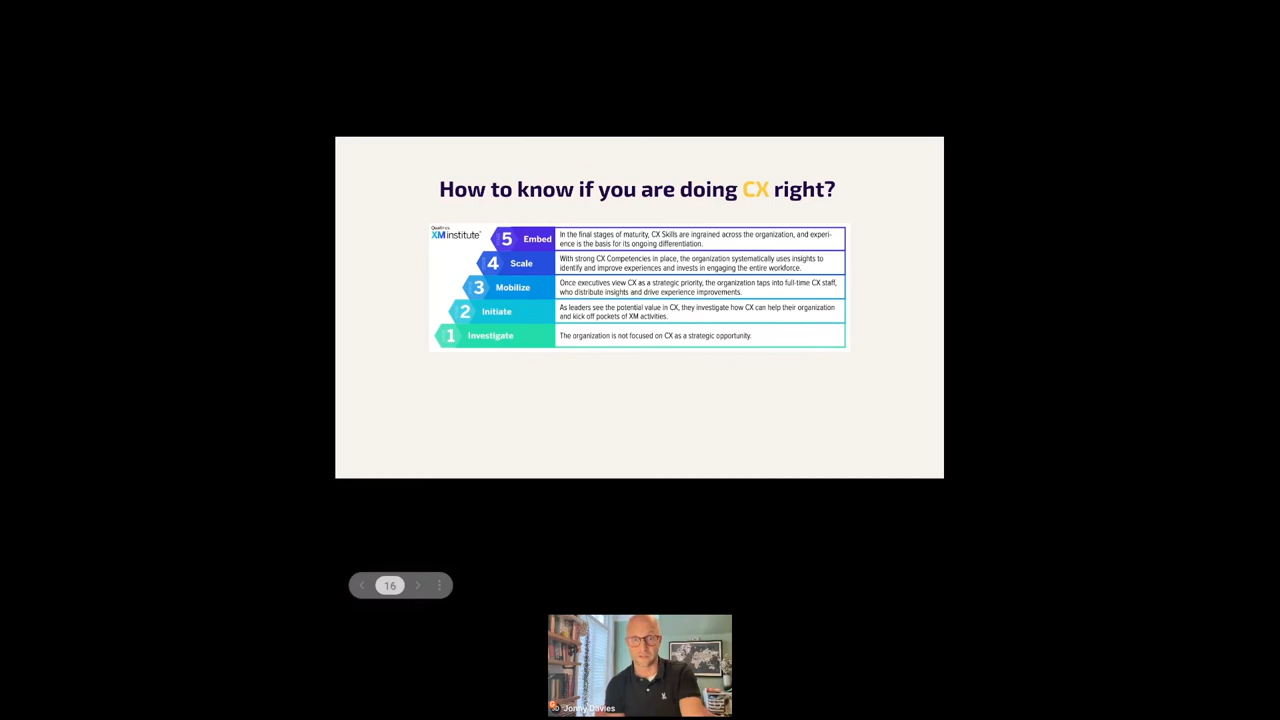 How to know if you are doing CX right?
Qualtrics
XM institute™
5 Embed
In the final stages of maturity, CX Skills are ingrained across the organization, and experi-
ence is the basis for its ongoing differentiation.
4 Scale
With strong CX Competencies in place, the organization systematically uses insights to
identify and improve experiences and invests in engaging the entire workforce.
3 Mobilize
Once executives view CX as a strategic priority, the organization taps into full-time CX staff,
who distribute insights and drive experience improvements.
2 Initiate
As leaders see the potential value in CX, they investigate how CX can help their organization
and kick off pockets of XM activities.
1 Investigate
The organization is not focused on CX as a strategic opportunity.
16
Jonny Davies